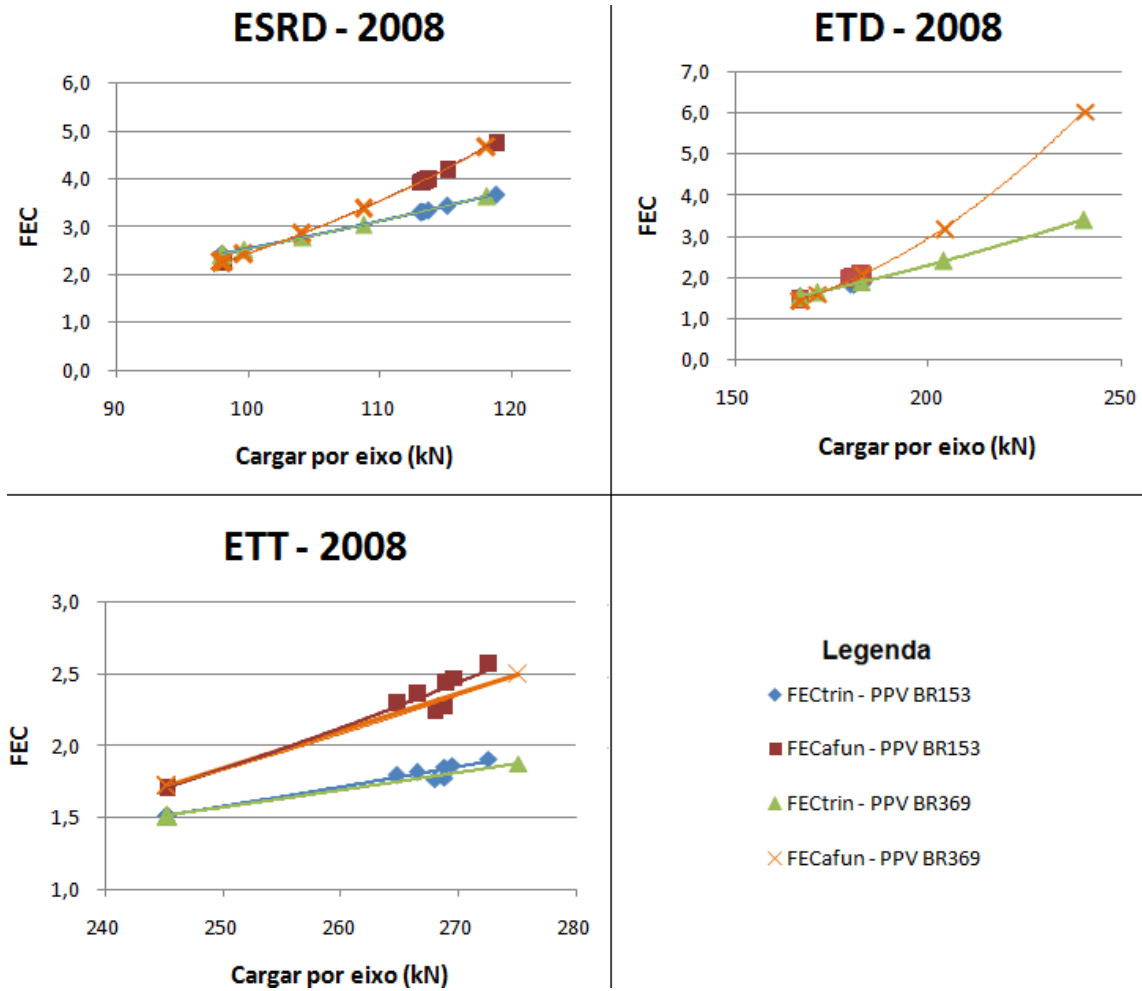 ESRD - 2008
6,0
5,0
4,0
3,0
2,0
1,0
0,0
FEC
90
100
110
120
Cargar por eixo (kN)
ETD - 2008
7,0
6,0
5,0
4,0
3,0
2,0
1,0
0,0
FEC
150
200
250
Cargar por eixo (kN)
ETT - 2008
3,0
2,5
2,0
1,5
1,0
FEC
240
250
260
270
280
Cargar por eixo (kN)
Legenda
FECtrin - PPV BR153
FECafun - PPV BR153
FECtrin - PPV BR369
FECafun - PPV BR369